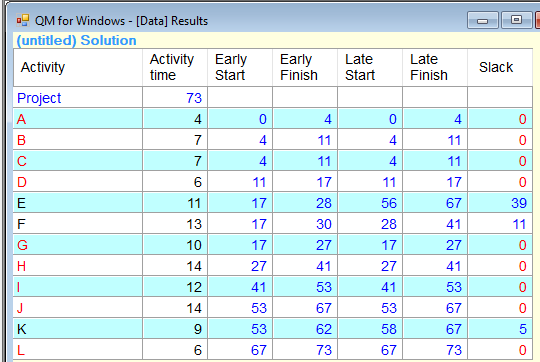 QM for Windows - [Data] Results
(untitled) Solution
Activity Activity time Early Start Early Finish Late Start Late Finish Slack
Project 73
A 4 0 4 0 4 0
B 7 4 11 4 11 0
C 7 4 11 4 11 0
D 6 11 17 11 17 0
E 11 17 28 56 67 39
F 13 17 30 28 41 11
G 10 17 27 17 27 0
H 14 27 41 27 41 0
I 12 41 53 41 53 0
J 14 53 67 53 67 0
K 9 53 62 58 67 5
L 6 67 73 67 73 0